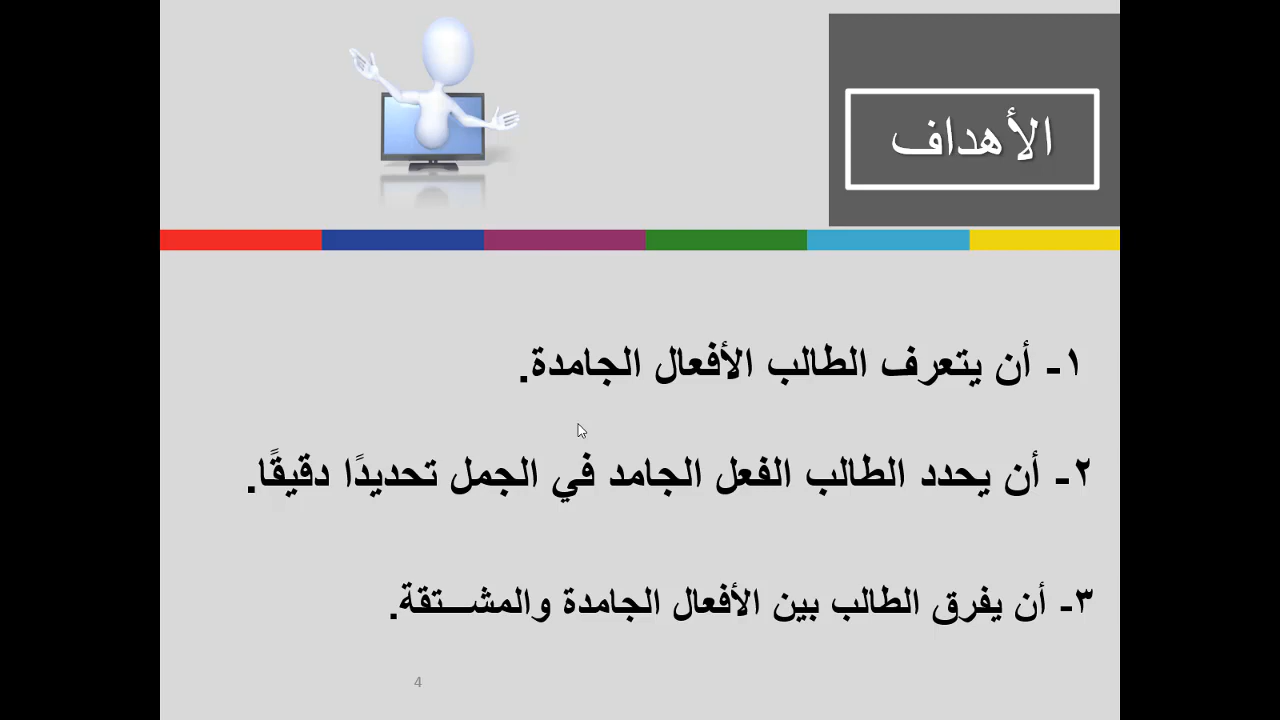 الأهداف
١- أن يتعرف الطالب الأفعال الجامدة.
٢- أن يحدد الطالب الفعل الجامد في الجمل تحديدًا دقيقًا.
٣- أن يفرق الطالب بين الأفعال الجامدة والمشـــتقة.
4